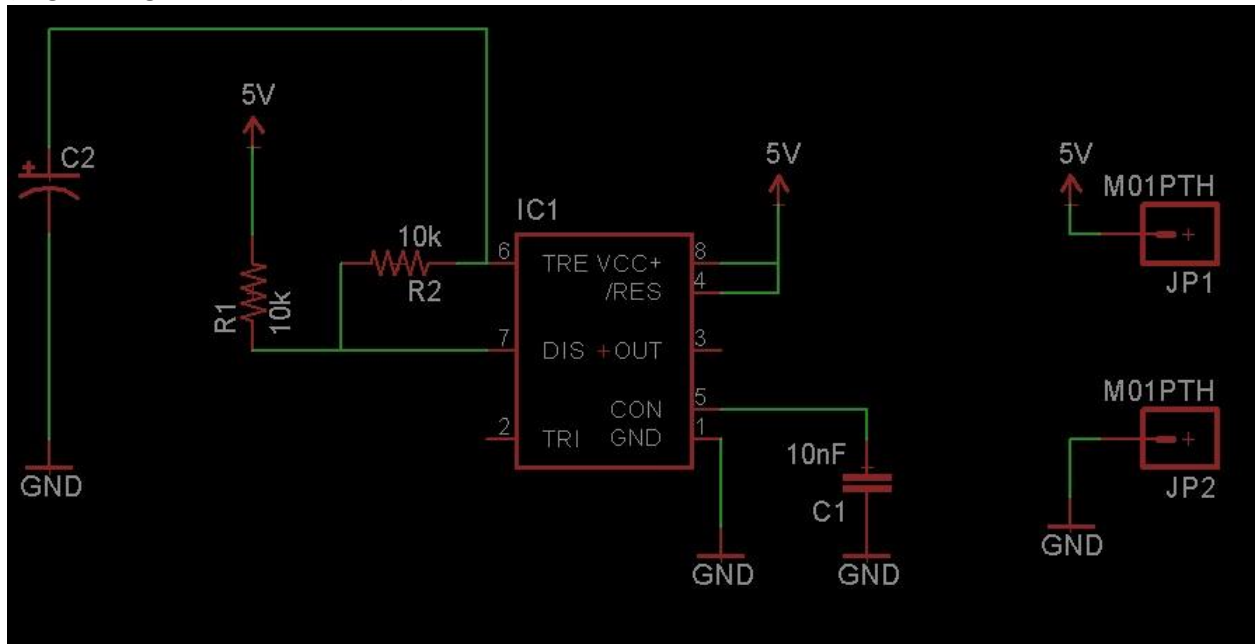 5V
C2
5V
5V
M01PTH
IC1
10k
R2
R1
10k
6
TRE
VCC+
8
/RES
4
JP1
7
DIS
+OUT
3
M01PTH
CON
5
2
TRI
GND
1
10nF
C1
JP2
GND
GND
GND
GND